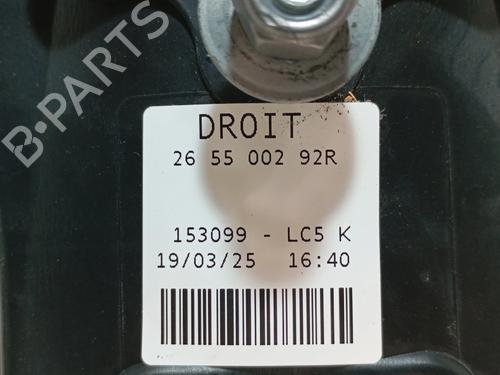 B-PARTS
DROIT
26 55 002 92R
153099 - LC5 K
19/03/25 16:40